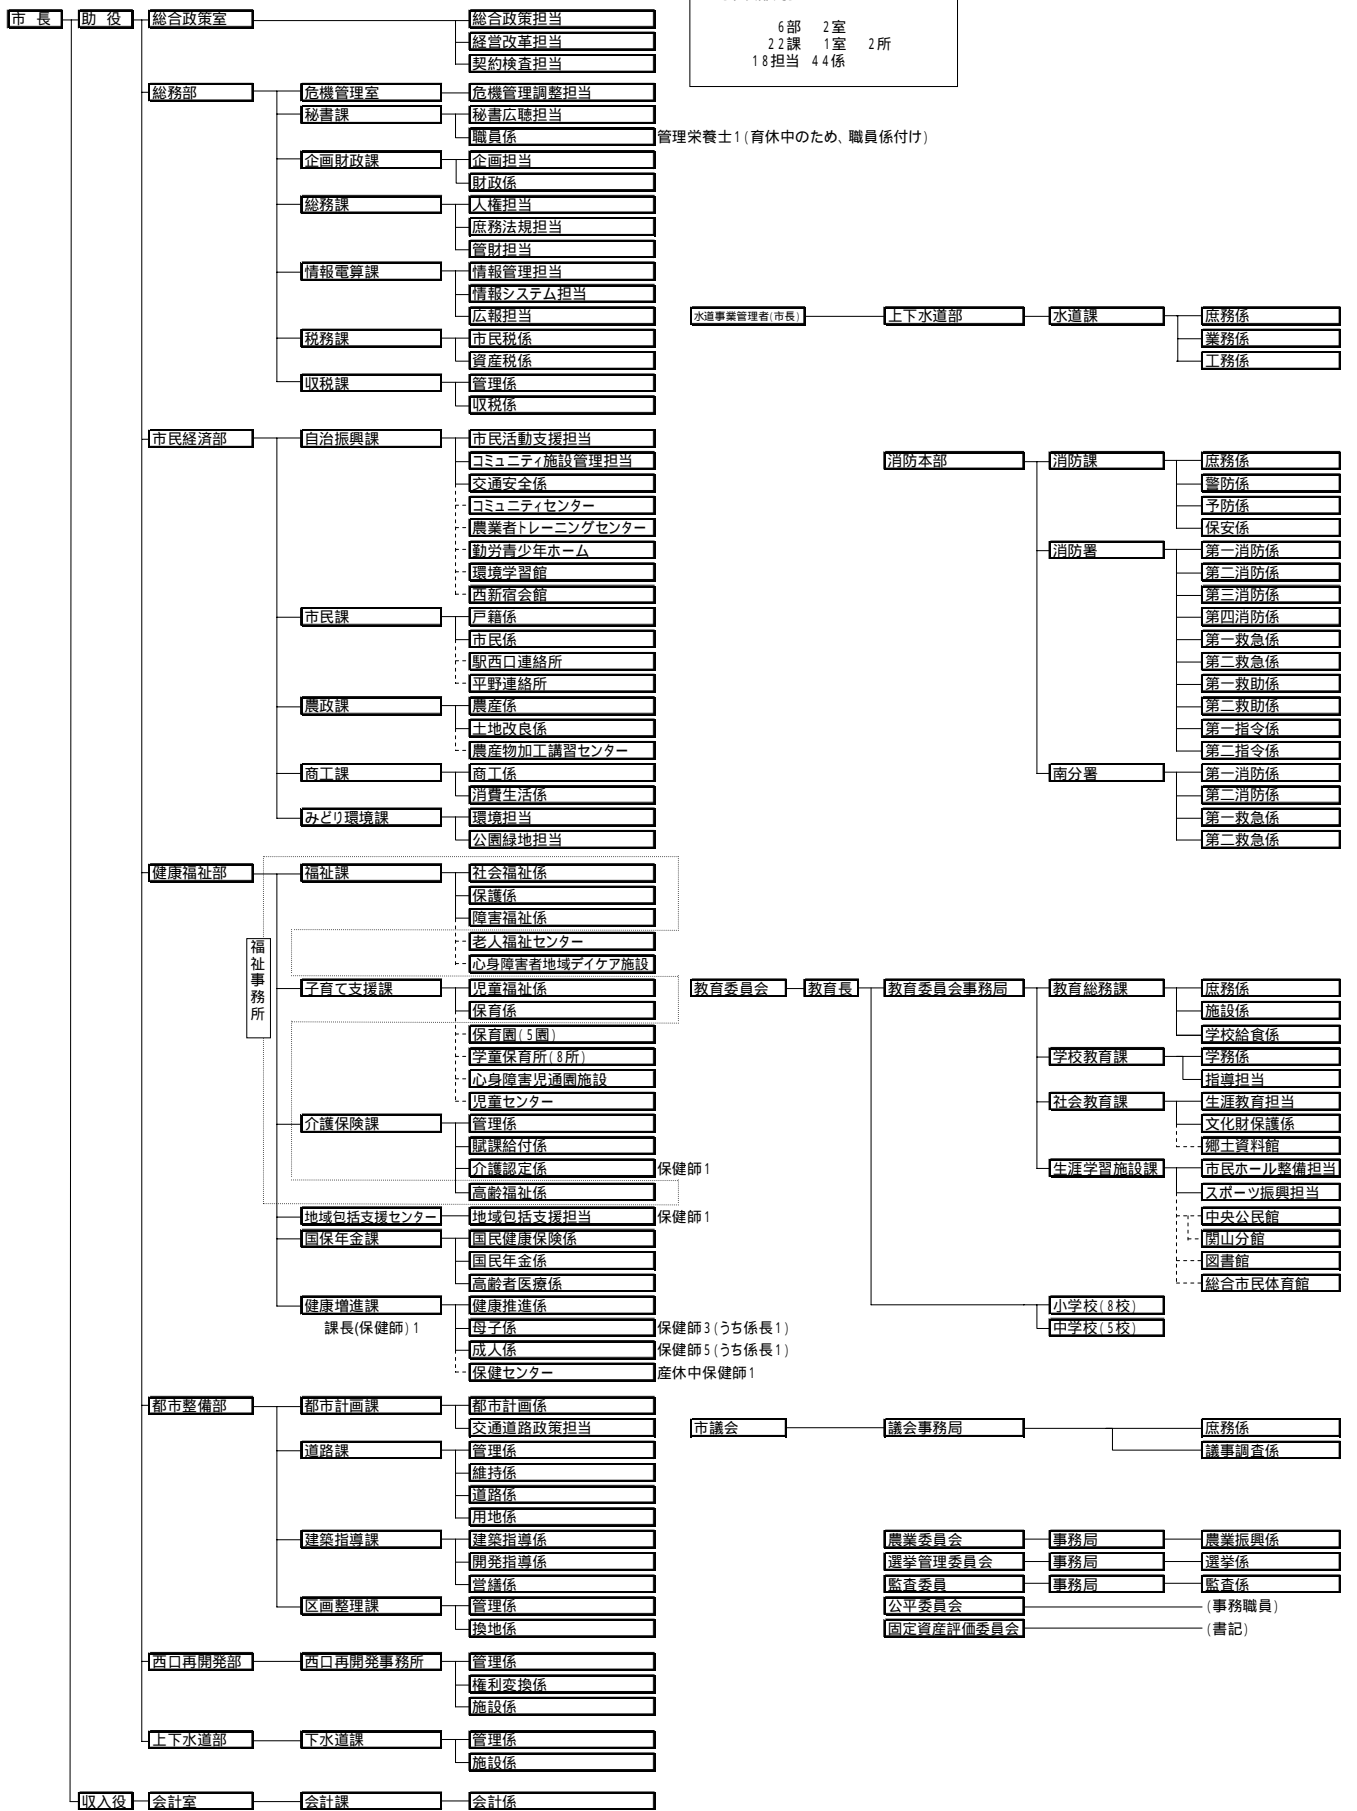 市 長
助 役
総合政策室
総合政策担当
経営改革担当
契約検査担当
6部 2室
22課 1室 2所
18担当 44係
総務部
危機管理室
危機管理調整担当
秘書課
秘書広聴担当
職員係
管理栄養士1(育休中のため、職員係付け)
企画財政課
企画担当
財政係
総務課
人権担当
庶務法規担当
管財担当
情報電算課
情報管理担当
情報システム担当
広報担当
税務課
市民税係
資産税係
収税課
管理係
収税係
市民経済部
自治振興課
市民活動支援担当
コミュニティ施設管理担当
交通安全係
コミュニティセンター
農業者トレーニングセンター
勤労青少年ホーム
環境学習館
西新宿会館
市民課
戸籍係
市民係
駅西口連絡所
平野連絡所
農政課
農産係
土地改良係
農産物加工講習センター
商工課
商工係
消費生活係
みどり環境課
環境担当
公園緑地担当
健康福祉部
福祉事務所
福祉課
社会福祉係
保護係
障害福祉係
老人福祉センター
心身障害者地域デイケア施設
子育て支援課
児童福祉係
保育係
保育園(5園)
学童保育所(8所)
心身障害児通園施設
児童センター
介護保険課
管理係
賦課給付係
介護認定係
保健師1
高齢福祉係
地域包括支援センター
地域包括支援担当
保健師1
国保年金課
国民健康保険係
国民年金係
高齢者医療係
健康増進課
課長(保健師)1
健康推進係
母子係
保健師3(うち係長1)
成人係
保健師5(うち係長1)
保健センター
産休中保健師1
都市整備部
都市計画課
都市計画係
交通道路政策担当
道路課
管理係
維持係
道路係
用地係
建築指導課
建築指導係
開発指導係
営繕係
区画整理課
管理係
換地係
西口再開発部
西口再開発事務所
管理係
権利変換係
施設係
上下水道部
下水道課
管理係
施設係
収入役
会計室
会計課
会計係
水道事業管理者(市長)
上下水道部
水道課
庶務係
業務係
工務係
消防本部
消防課
庶務係
警防係
予防係
保安係
消防署
第一消防係
第二消防係
第三消防係
第四消防係
第一救急係
第二救急係
第一救助係
第二救助係
第一指令係
第二指令係
南分署
第一消防係
第二消防係
第一救急係
第二救急係
教育委員会
教育長
教育委員会事務局
教育総務課
庶務係
施設係
学校給食係
学校教育課
学務係
指導担当
社会教育課
生涯教育担当
文化財保護係
郷土資料館
生涯学習施設課
市民ホール整備担当
スポーツ振興担当
中央公民館
関山分館
図書館
総合市民体育館
小学校(8校)
中学校(5校)
市議会
議会事務局
庶務係
議事調査係
農業委員会
事務局
農業振興係
選挙管理委員会
事務局
選挙係
監査委員
事務局
監査係
公平委員会
(事務職員)
固定資産評価委員会
(書記)